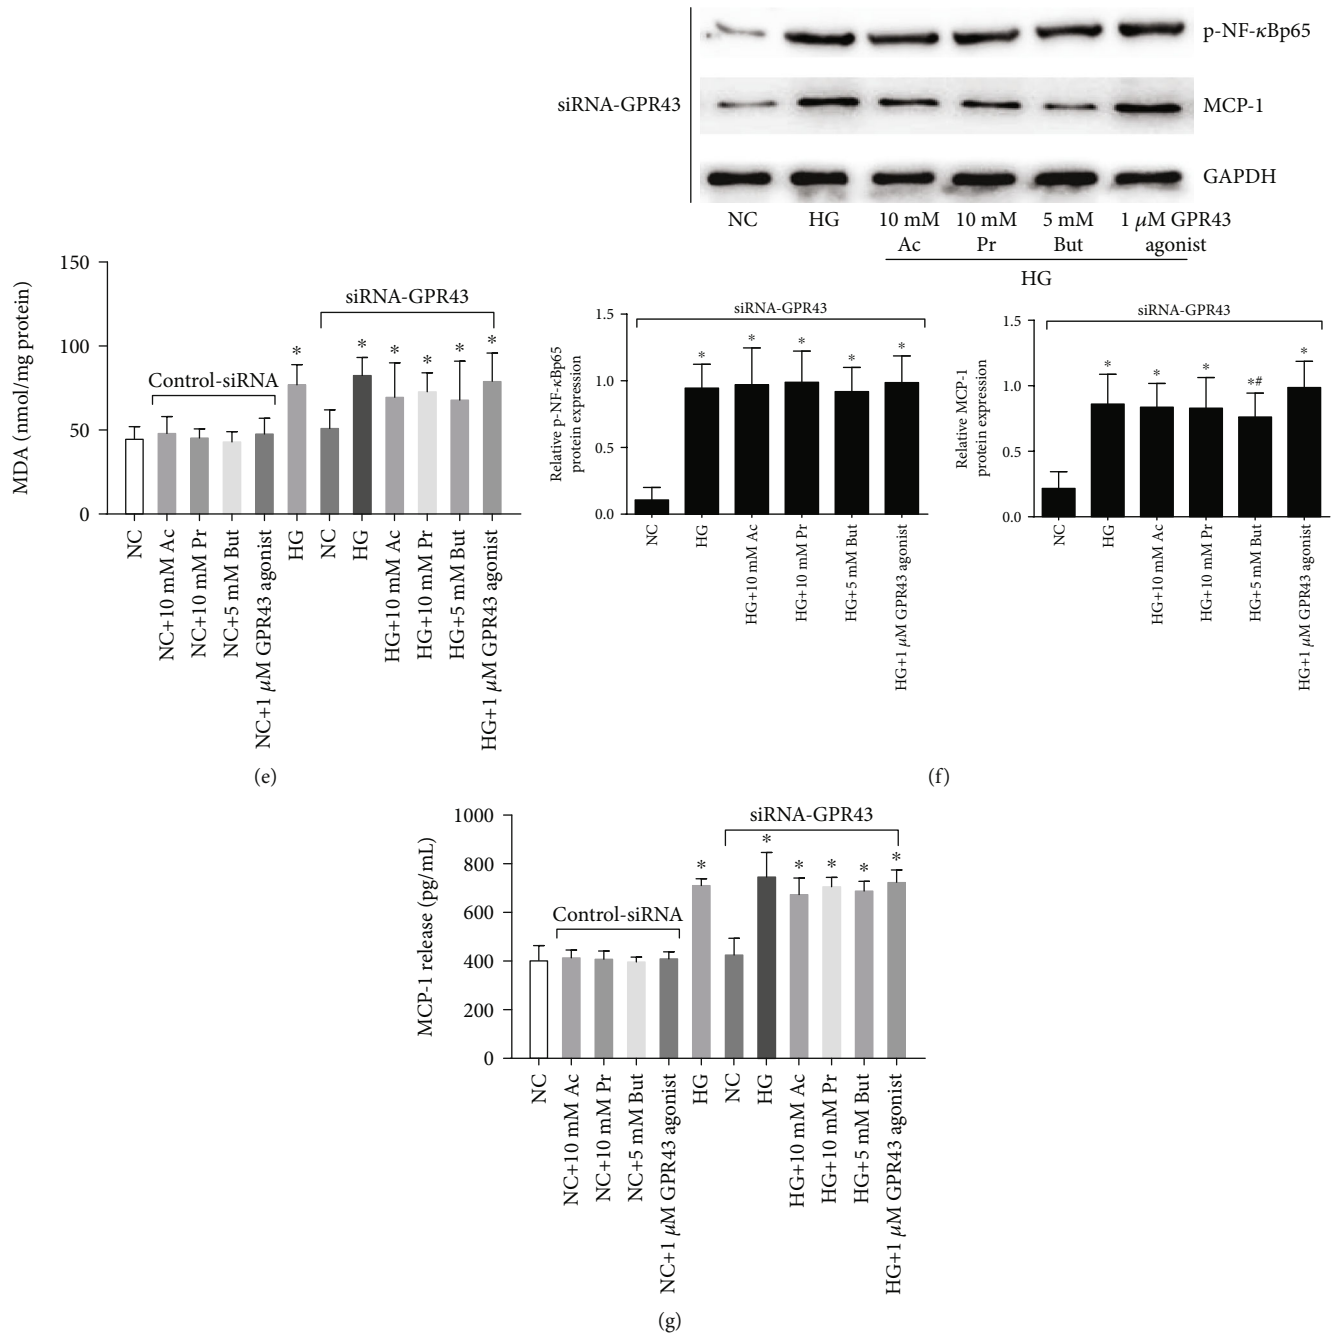 p-NF-κBp65
siRNA-GPR43
MCP-1
GAPDH
NC
HG
10 mM
Ac
10 mM
Pr
5 mM
But
1 μM GPR43
agonist
HG
MDA (nmol/mg protein)
150
100
50
0
Control-siRNA
siRNA-GPR43
* * * * * *
NC
NC+10 mM Ac
NC+10 mM Pr
NC+5 mM But
NC+1 μM GPR43 agonist
HG
NC
HG
HG+10 mM Ac
HG+10 mM Pr
HG+5 mM But
HG+1 μM GPR43 agonist
(e)
Relative p-NF-κBp65
protein expression
1.5
1.0
0.5
0.0
siRNA-GPR43
* * * * *
NC
HG
HG+10 mM Ac
HG+10 mM Pr
HG+5 mM But
HG+1 μM GPR43 agonist
Relative MCP-1
protein expression
1.5
1.0
0.5
0.0
siRNA-GPR43
* * * *# *
NC
HG
HG+10 mM Ac
HG+10 mM Pr
HG+5 mM But
HG+1 μM GPR43 agonist
(f)
MCP-1 release (pg/mL)
1000
800
600
400
200
0
Control-siRNA
siRNA-GPR43
* * * * * *
NC
NC+10 mM Ac
NC+10 mM Pr
NC+5 mM But
NC+1 μM GPR43 agonist
HG
NC
HG
HG+10 mM Ac
HG+10 mM Pr
HG+5 mM But
HG+1 μM GPR43 agonist
(g)